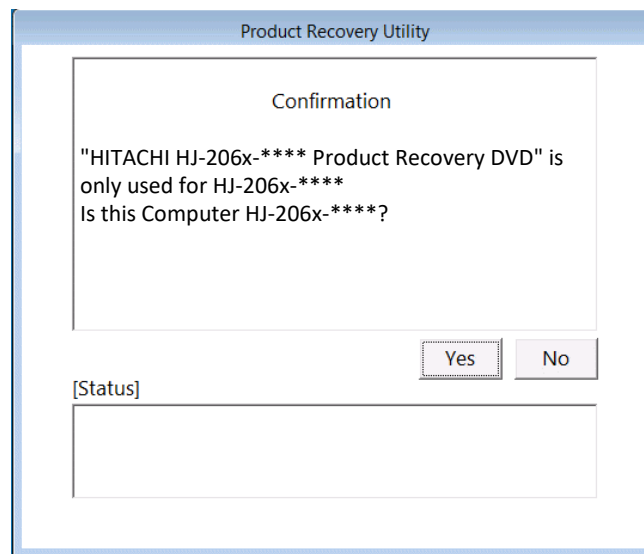 Product Recovery Utility
Confirmation
"HITACHI HJ-206x-**** Product Recovery DVD" is
only used for HJ-206x-****
Is this Computer HJ-206x-****?
Yes No
[Status]